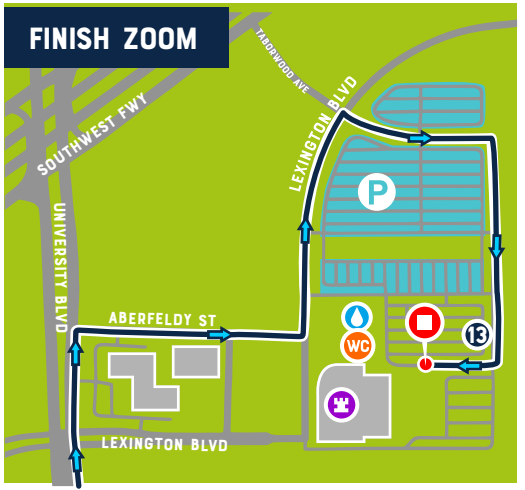 FINISH ZOOM
TABORWOOD AVE
SOUTHWEST FWY
LEXINGTON BLVD
P
UNIVERSITY BLVD
ABERFELDY ST
WC
13
LEXINGTON BLVD